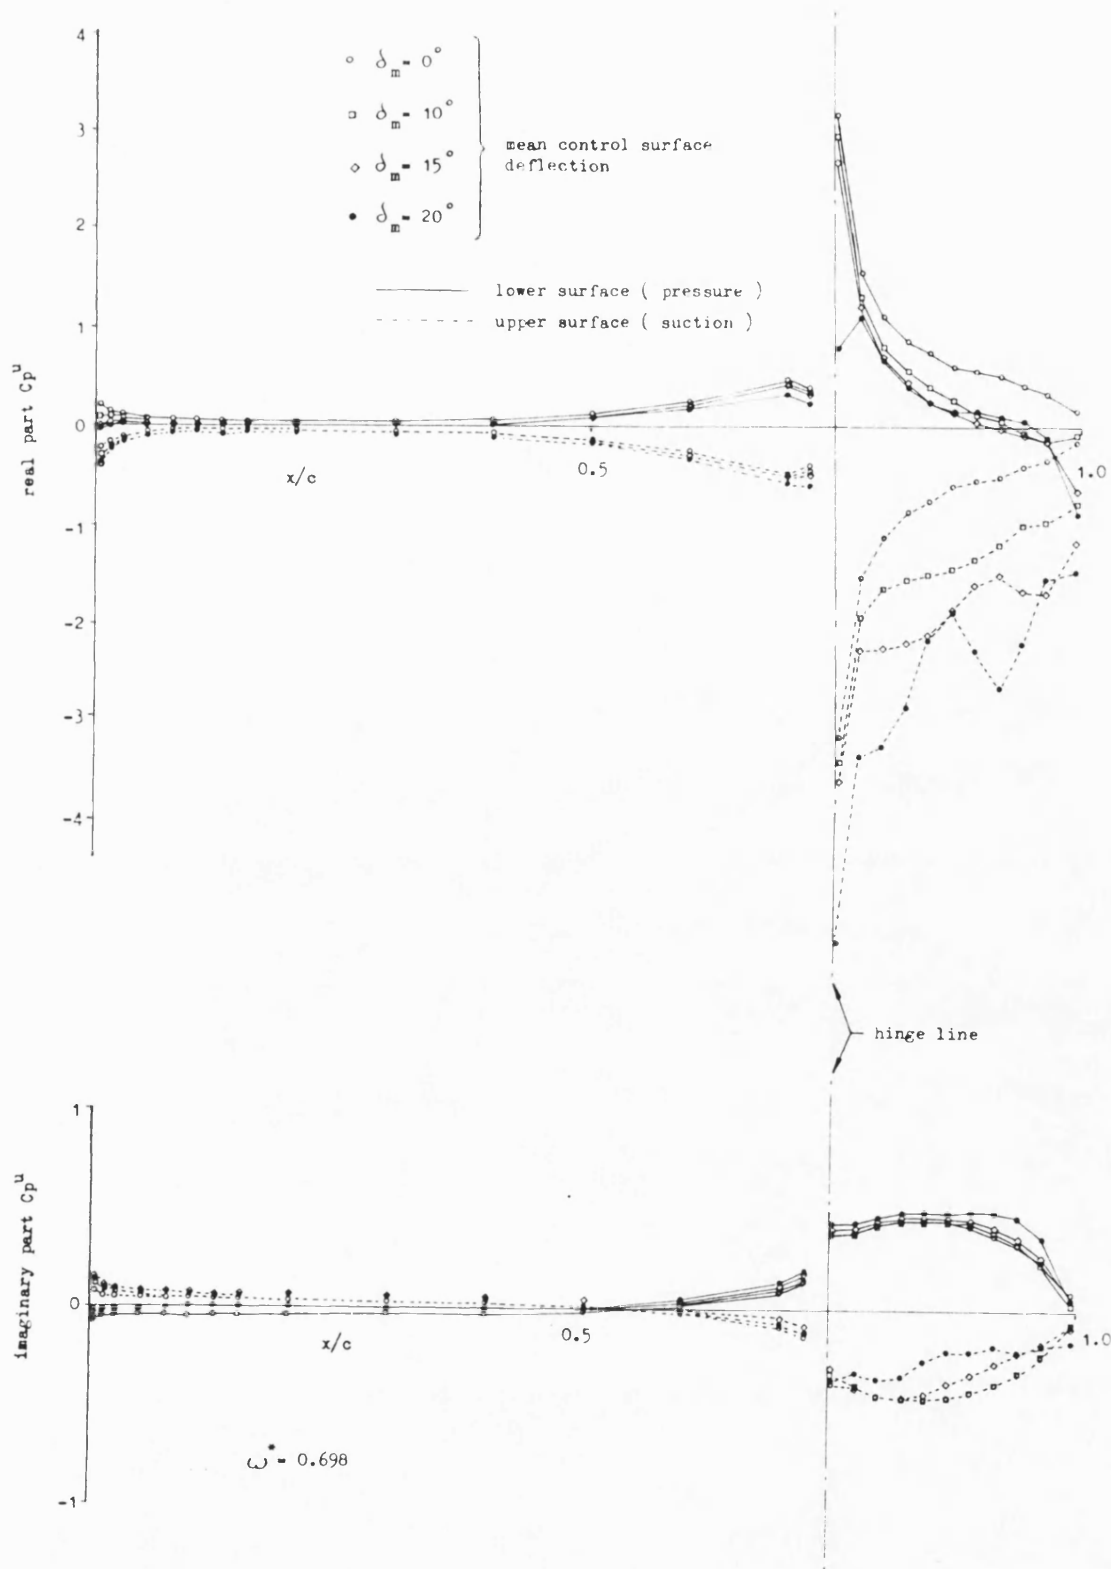 4
3
2
1
0
-1
-2
-3
-4
real part Cp^u
δ_m = 0°
δ_m = 10°
δ_m = 15°
δ_m = 20°
mean control surface
deflection
lower surface ( pressure )
upper surface ( suction )
x/c
0.5
1.0
hinge line
1
0
-1
imaginary part Cp^u
x/c
0.5
1.0
ω* = 0.698